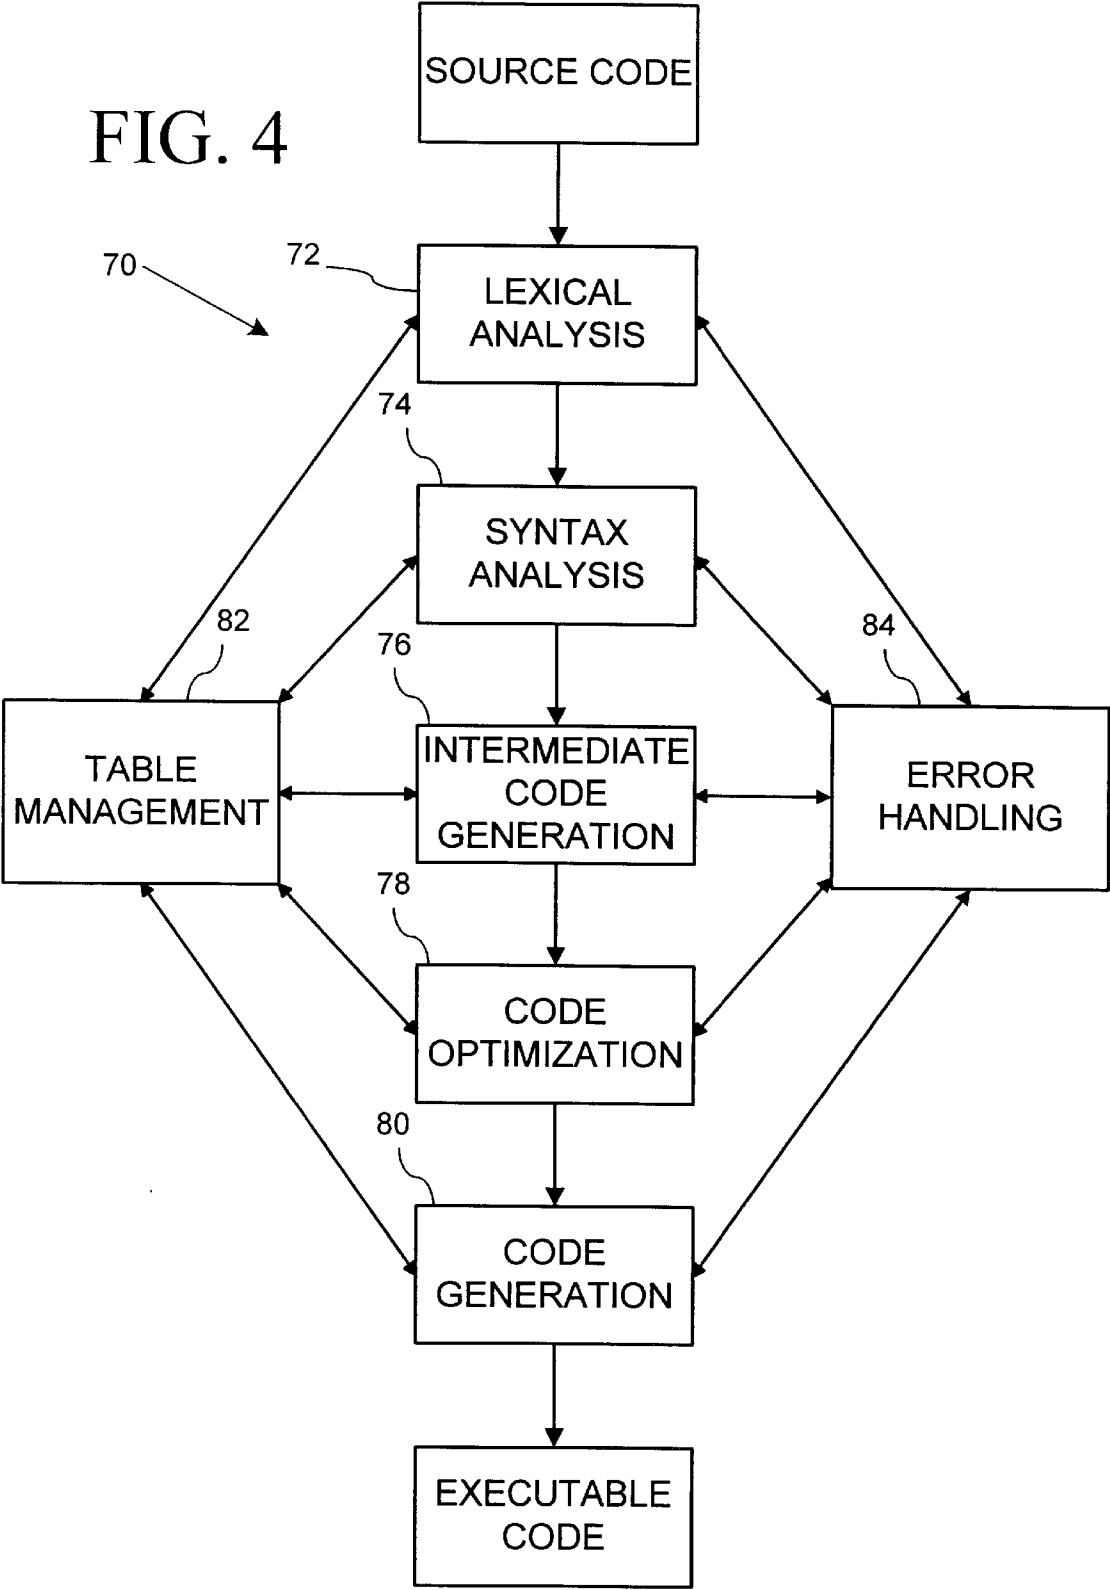 SOURCE CODE
FIG. 4
70
72
LEXICAL
ANALYSIS
74
SYNTAX
ANALYSIS
82
76
84
TABLE
MANAGEMENT
INTERMEDIATE
CODE
GENERATION
ERROR
HANDLING
78
CODE
OPTIMIZATION
80
CODE
GENERATION
EXECUTABLE
CODE